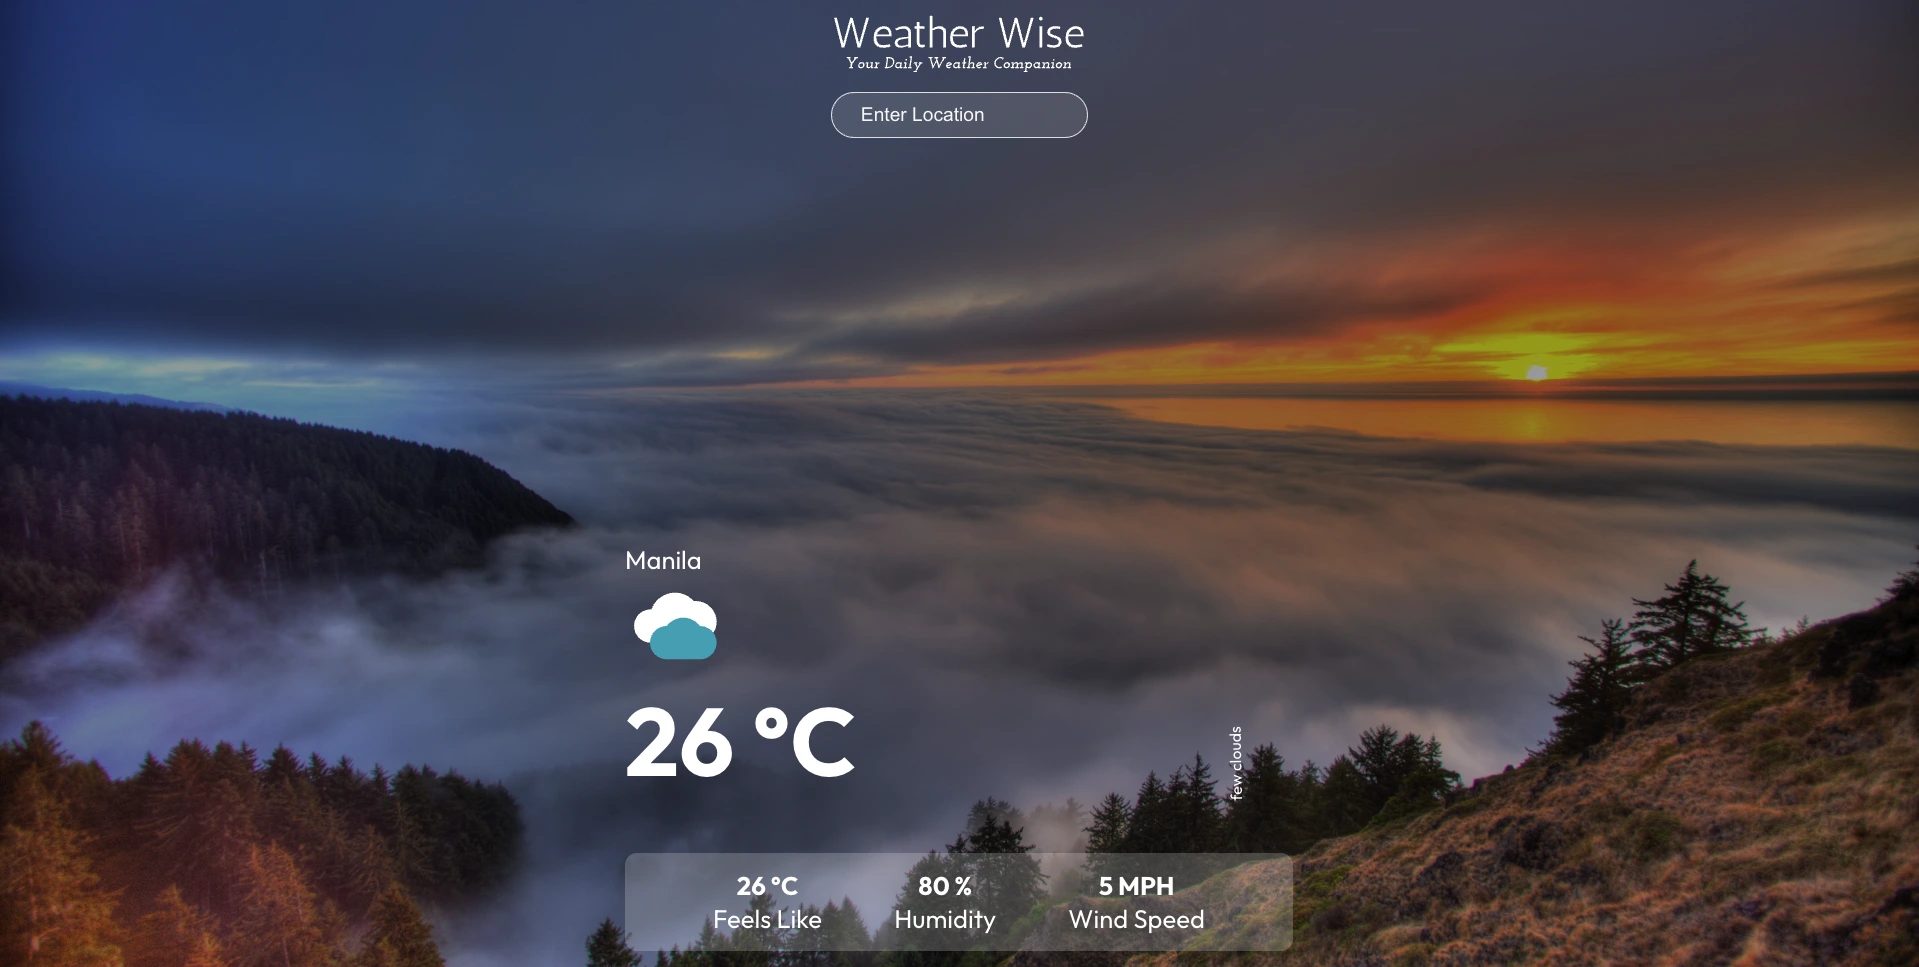 Weather Wise
Your Daily Weather Companion
Enter Location
Manila
26 °C
few clouds
26 °C
80 %
5 MPH
Feels Like
Humidity
Wind Speed